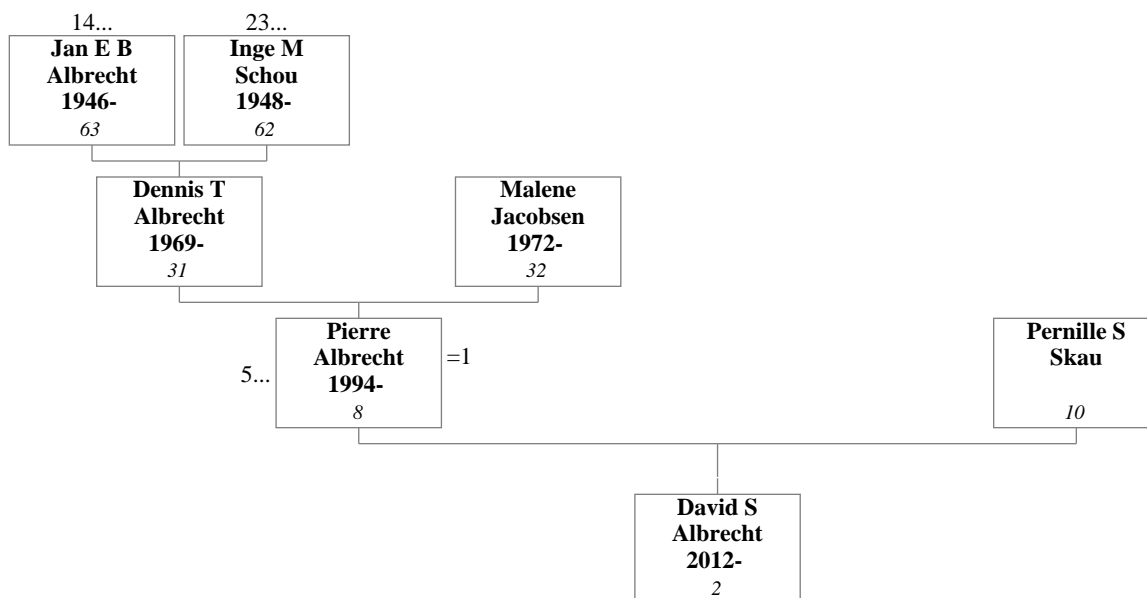 14...
23...
Jan E B
Albrecht
1946-
63
Inge M
Schou
1948-
62
Dennis T
Albrecht
1969-
31
Malene
Jacobsen
1972-
32
5...
Pierre
Albrecht
1994-
8
=1
Pernille S
Skau
10
David S
Albrecht
2012-
2